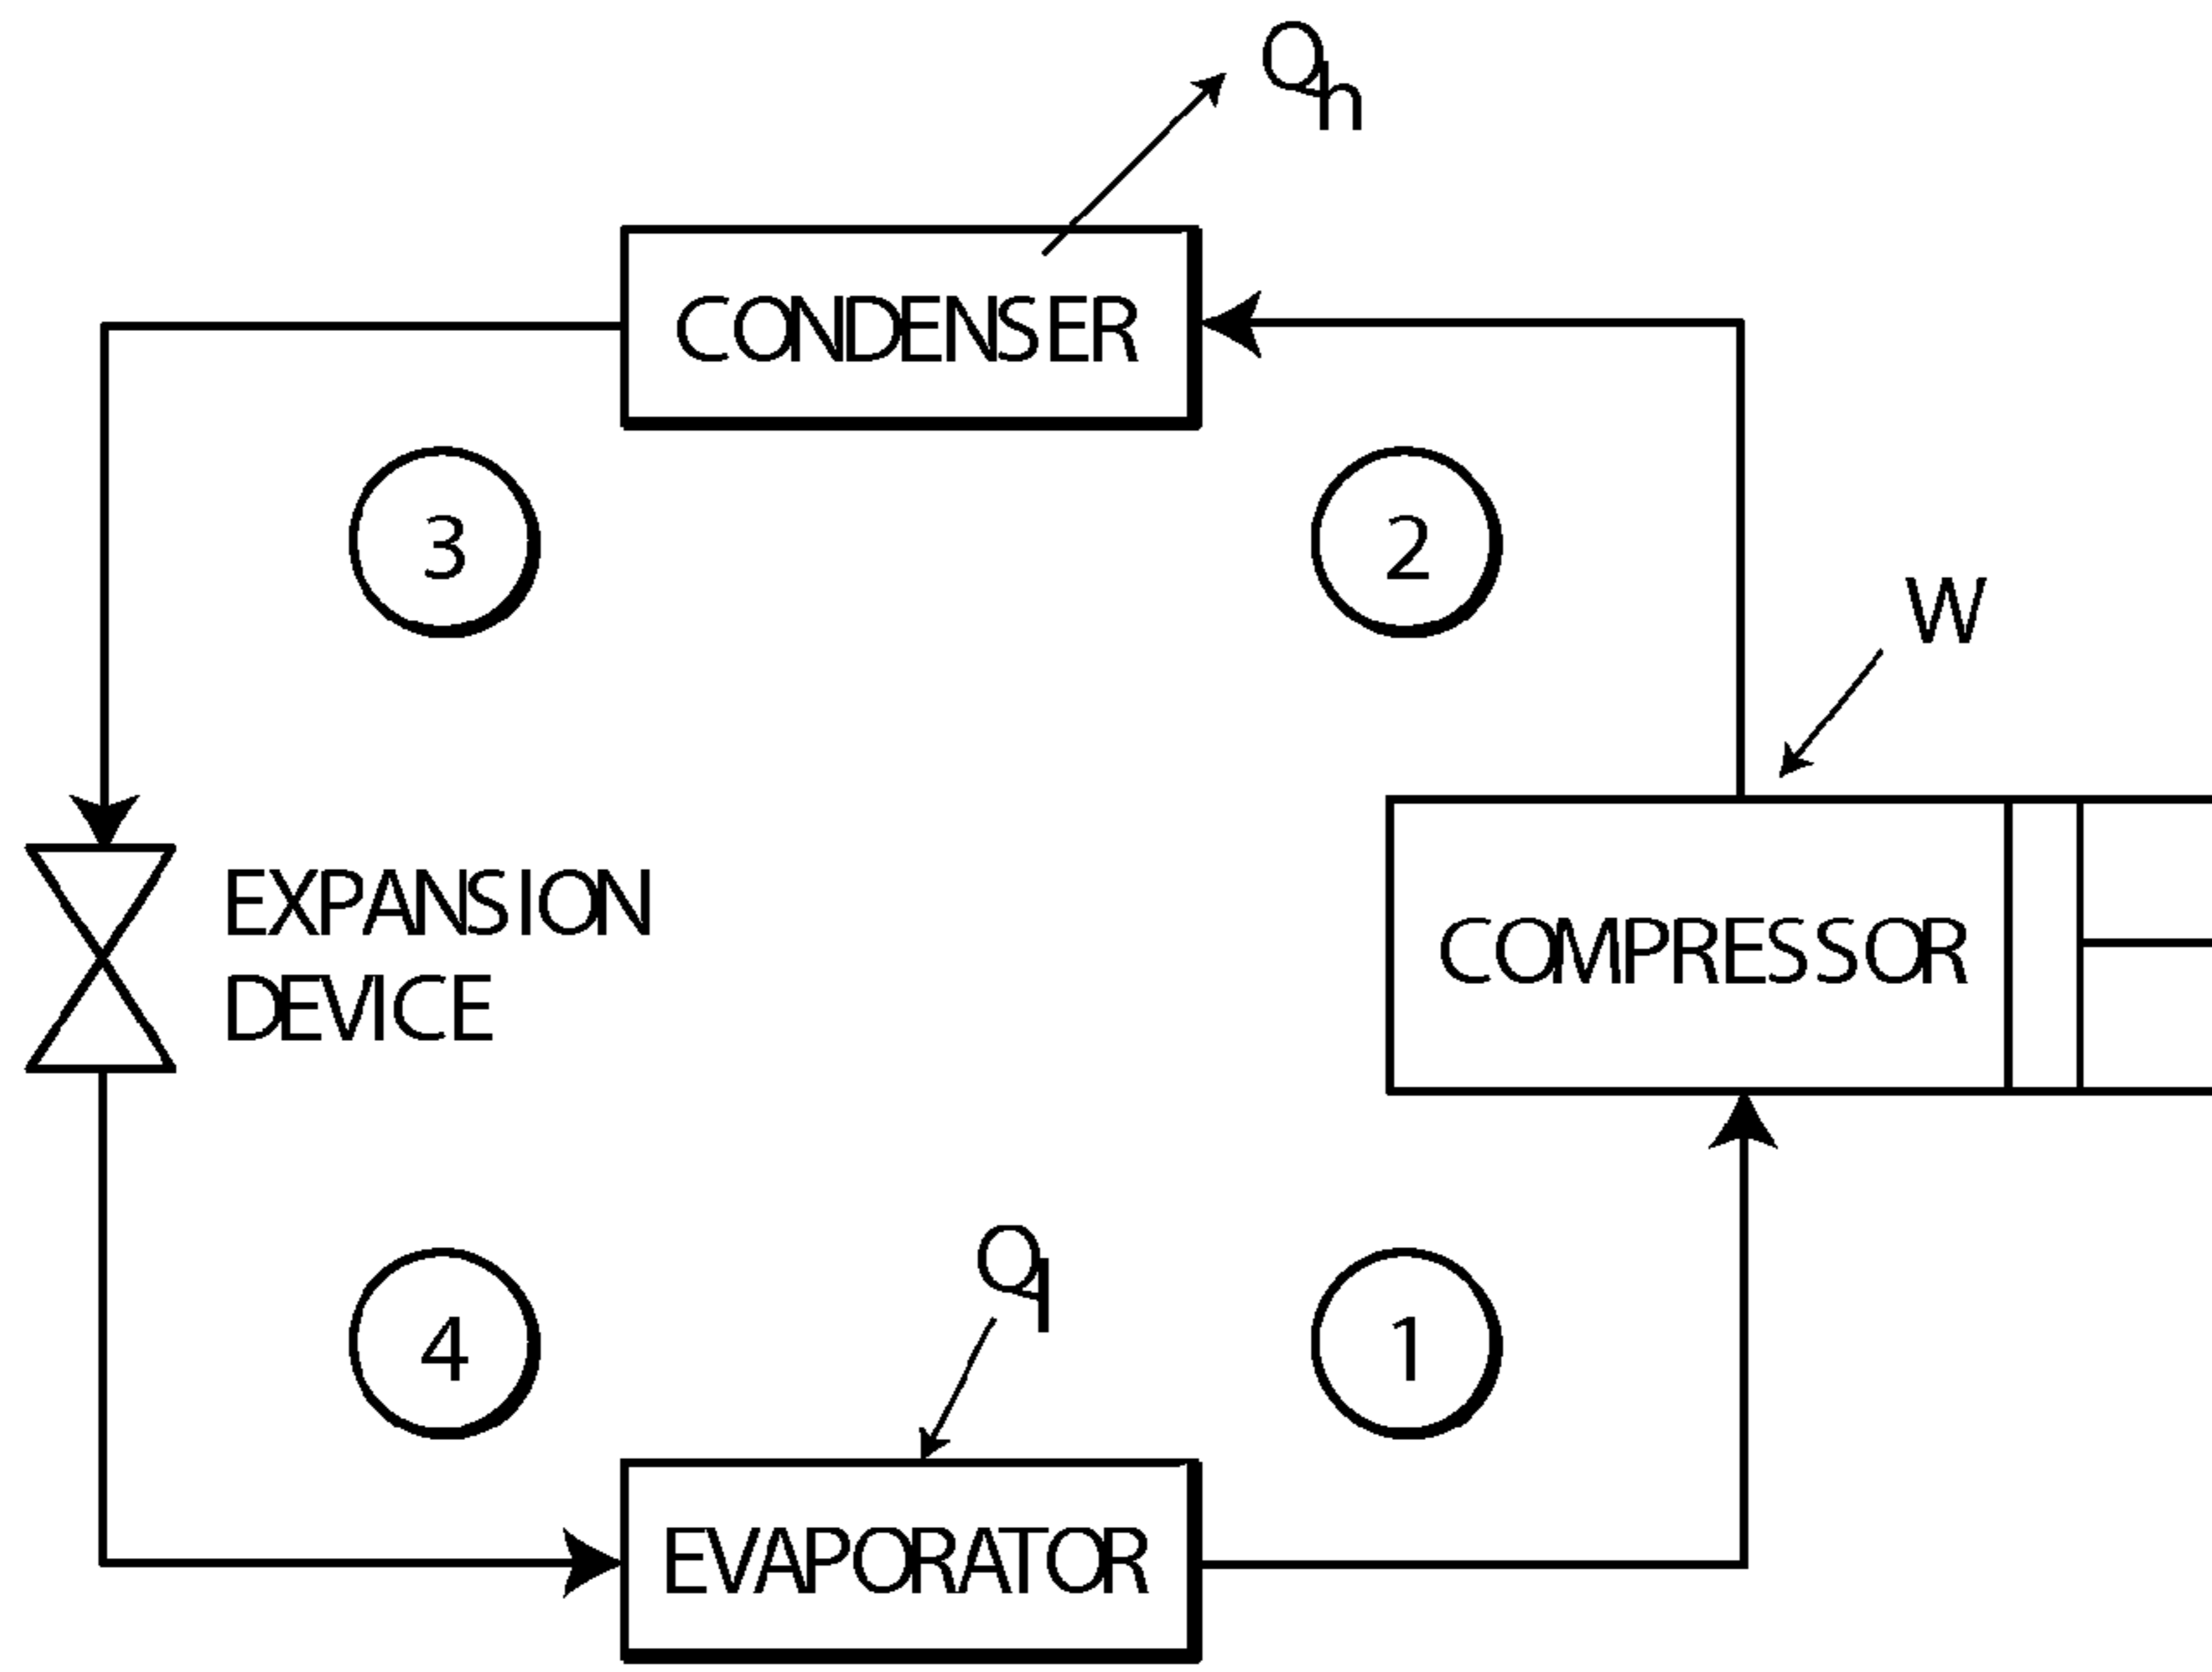 Qh
CONDENSER
3
2
W
EXPANSION
DEVICE
COMPRESSOR
Ql
4
1
EVAPORATOR